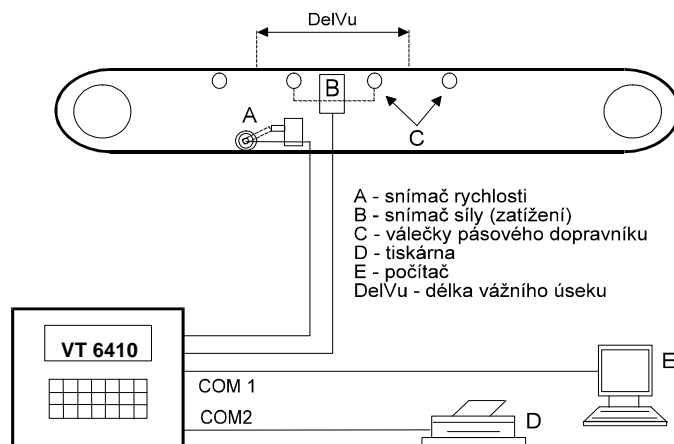 DelVu
B
A
C
A - snímač rychlosti
B - snímač síly (zatížení)
C - válečky pásového dopravníku
D - tiskárna
E - počítač
DelVu - délka vážního úseku
VT 6410
E
COM 1
COM2
D